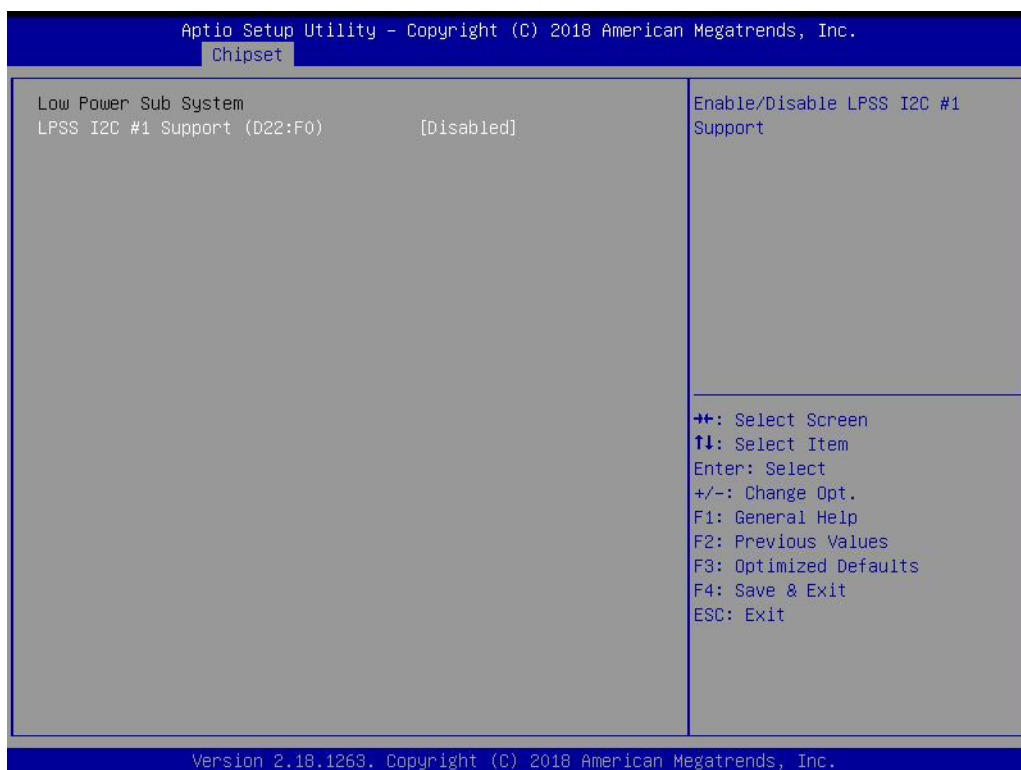 Aptio Setup Utility – Copyright (C) 2018 American Megatrends, Inc.
Chipset
Low Power Sub System
LPSS I2C #1 Support (D22:F0) [Disabled]
Enable/Disable LPSS I2C #1
Support
→←: Select Screen
↑↓: Select Item
Enter: Select
+/-: Change Opt.
F1: General Help
F2: Previous Values
F3: Optimized Defaults
F4: Save & Exit
ESC: Exit
Version 2.18.1263. Copyright (C) 2018 American Megatrends, Inc.